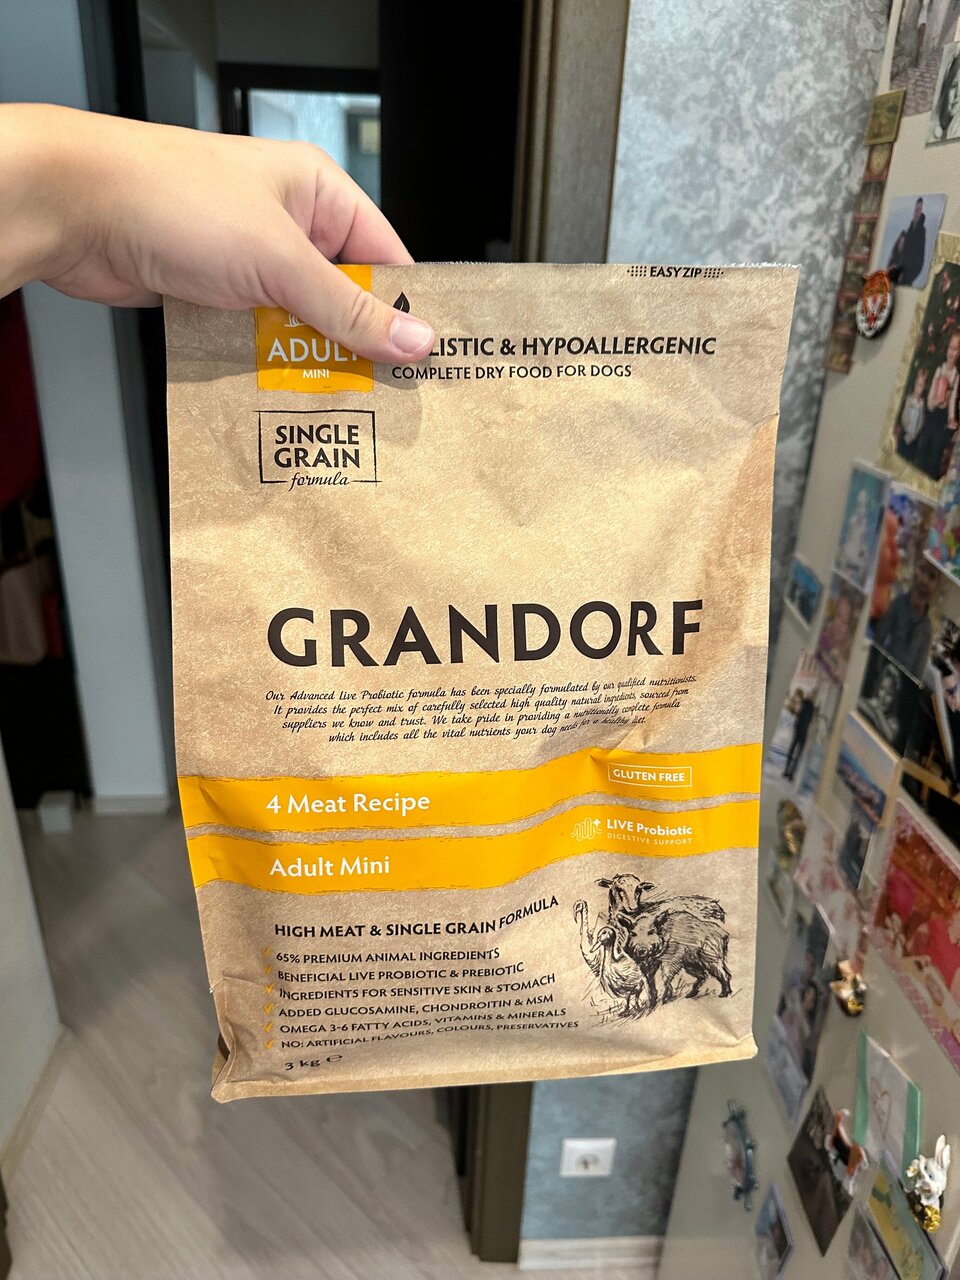 EASY ZIP
ADULT
MINI
LISTIC & HYPOALLERGENIC
COMPLETE DRY FOOD FOR DOGS
SINGLE
GRAIN
formula
GRANDORF
Our Advanced live Probiotic formula has been specially formulated by our qualified nutritionists.
It provides the perfect mix of carefully selected high quality natural ingredients, sourced from
suppliers we know and trust. We take pride in providing a nutritionally complete formula
which includes all the vital nutrients your dog needs for a healthy diet.
GLUTEN FREE
4 Meat Recipe
LIVE Probiotic
DIGESTIVE SUPPORT
Adult Mini
HIGH MEAT & SINGLE GRAIN FORMULA
65% PREMIUM ANIMAL INGREDIENTS
BENEFICIAL LIVE PROBIOTIC & PREBIOTIC
INGREDIENTS FOR SENSITIVE SKIN & STOMACH
ADDED GLUCOSAMINE, CHONDROITIN & MSM
OMEGA 3-6 FATTY ACIDS, VITAMINS & MINERALS
NO: ARTIFICIAL FLAVOURS, COLOURS, PRESERVATIVES
3 kg ℮